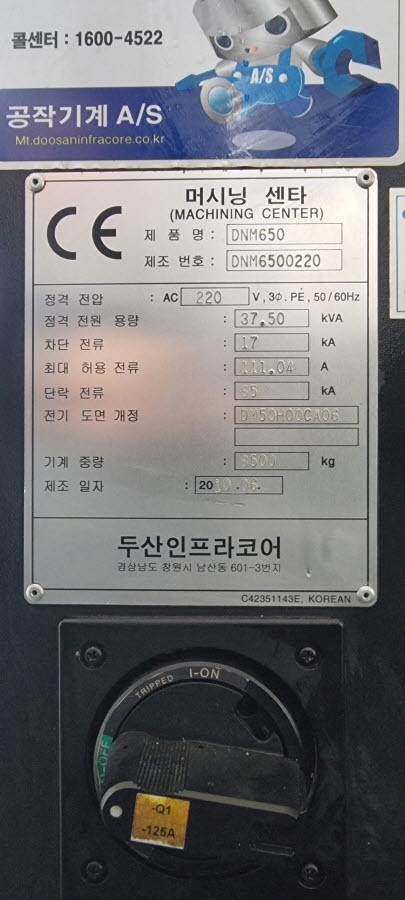 콜센터 : 1600-4522
A/S
공작기계 A/S
Mt.doosaninfracore.co.kr
CE
머시닝 센타
(MACHINING CENTER)
제 품 명 : DNM650
제조 번호 : DNM6500220
정격 전압 : AC 220 V , 3Φ . PE , 50 / 60Hz
정격 전원 용량 : 37.50 kVA
차단 전류 : 17 kA
최대 허용 전류 : 111.04 A
단락 전류 : kA
전기 도면 개정 :
기계 중량 : kg
제조 일자 : 20
두산인프라코어
경상남도 창원시 남산동 601-3번지
C42351143E, KOREAN
TRIPPED I-ON
OFF
-Q1
-125A